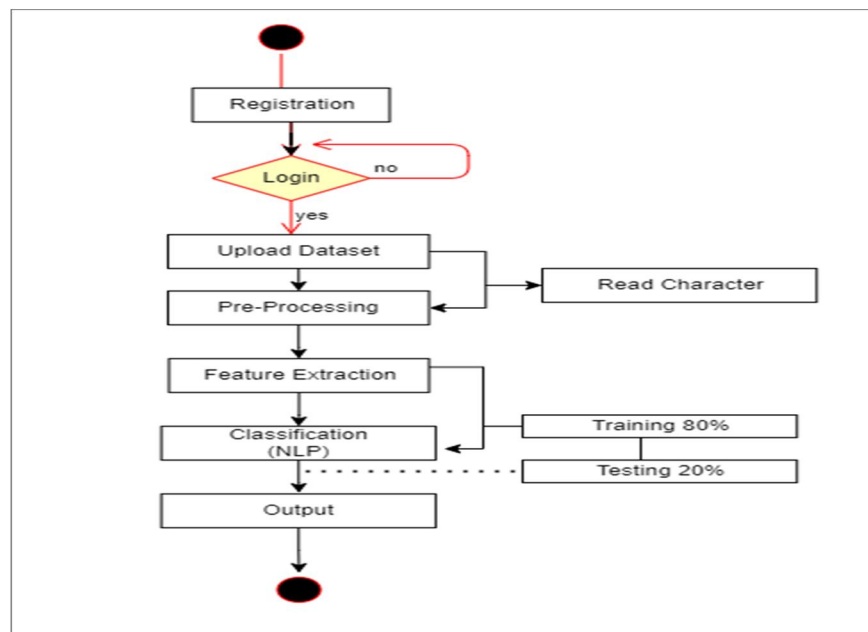 Registration
Login
no
yes
Upload Dataset
Read Character
Pre-Processing
Feature Extraction
Training 80%
Classification
(NLP)
Testing 20%
Output